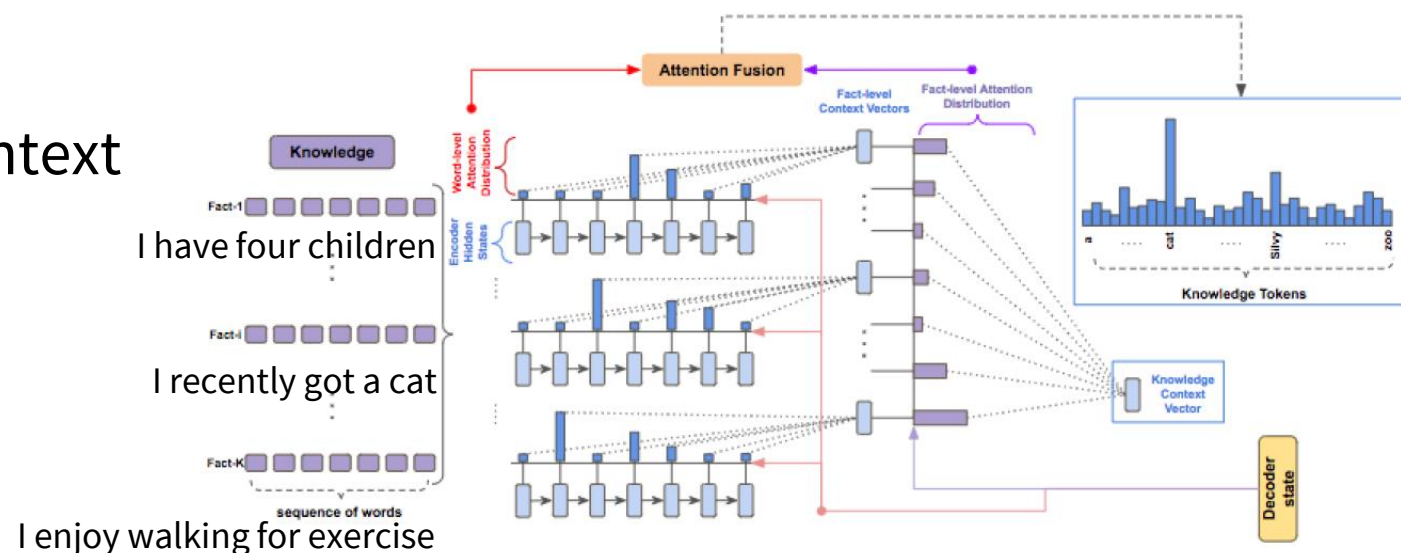 Attention Fusion
Fact-level
Context Vectors
Fact-level Attention
Distribution
ntext
Knowledge
Word-level
Attention
Distribution
Fact-1
I have four children
Encoder
Hidden
States
Fact-i
I recently got a cat
Fact-K
sequence of words
I enjoy walking for exercise
a
.....
cat
.....
Silvy
.....
zoo
Knowledge Tokens
Knowledge
Context
Vector
Decoder
state